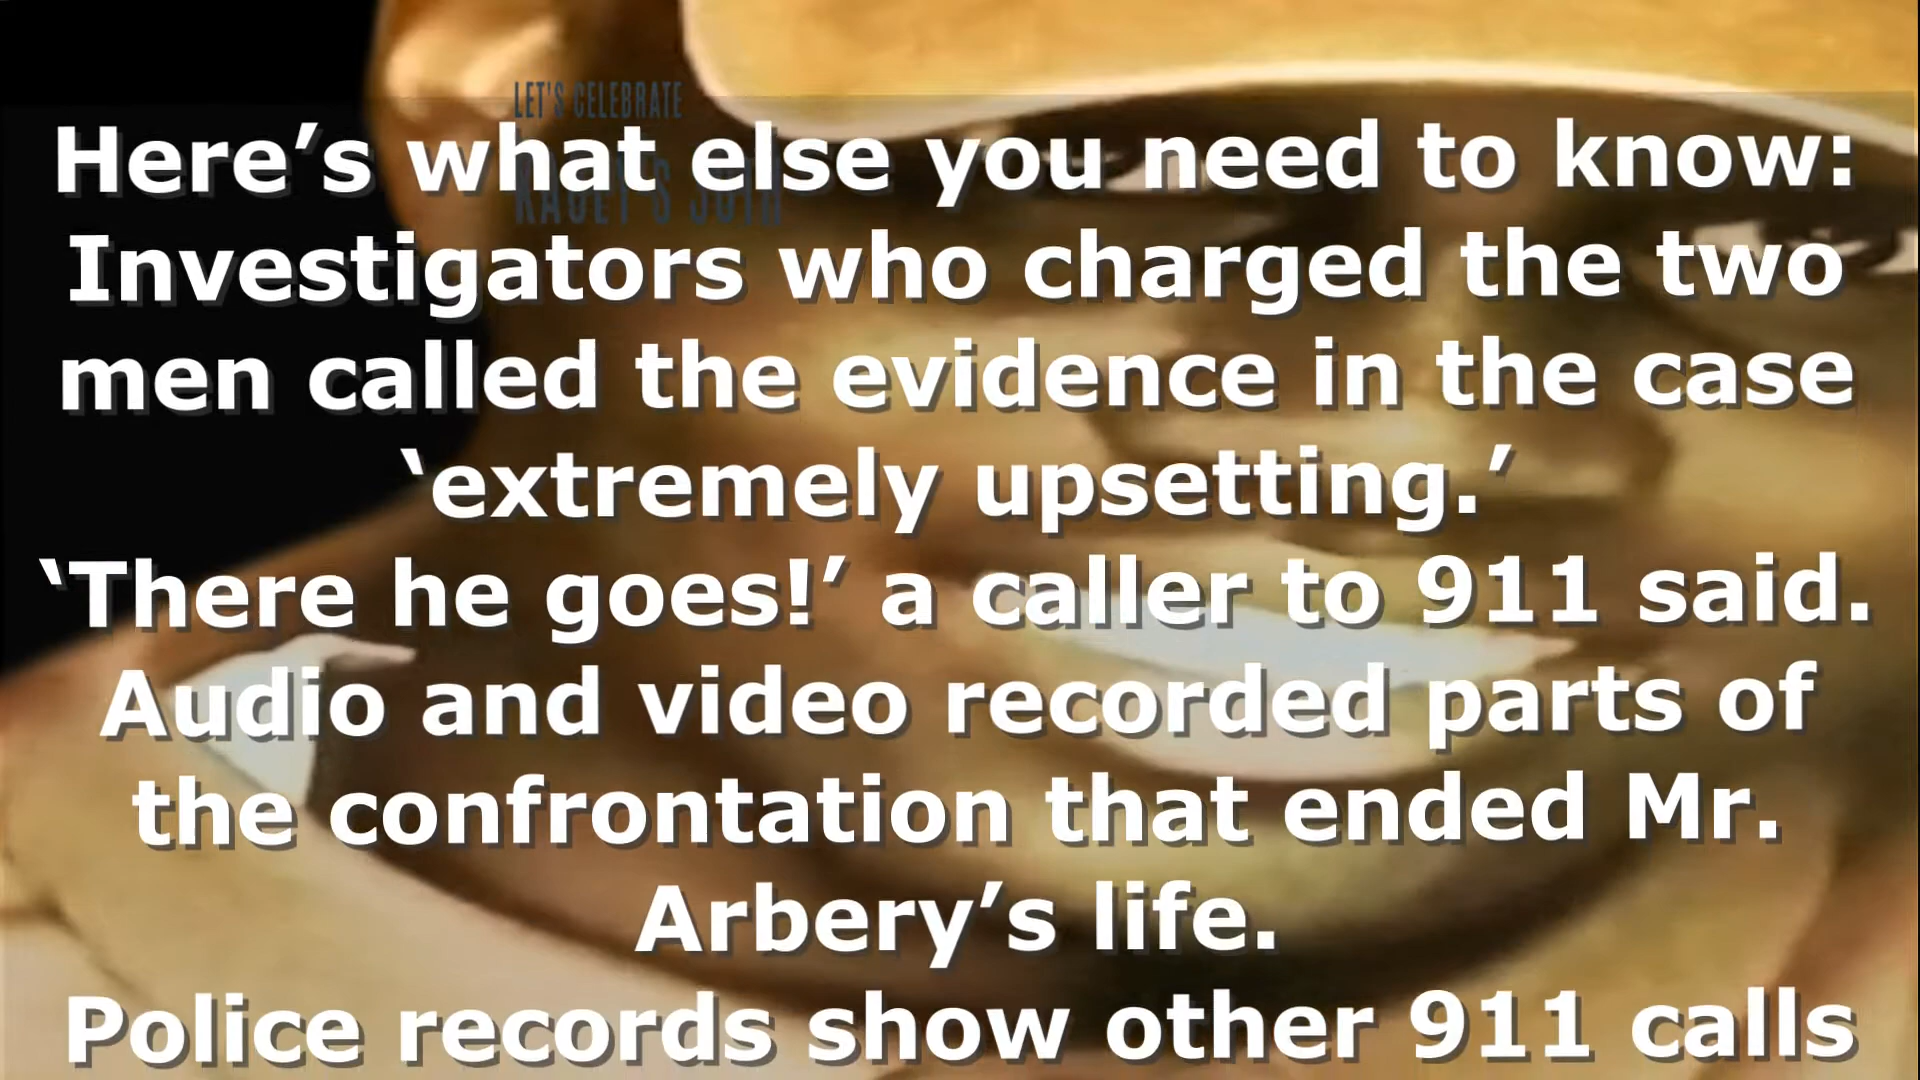 LET'S CELEBRATE
Here’s what else you need to know:
Investigators who charged the two
men called the evidence in the case
‘extremely upsetting.’
‘There he goes!’ a caller to 911 said.
Audio and video recorded parts of
the confrontation that ended Mr.
Arbery’s life.
Police records show other 911 calls